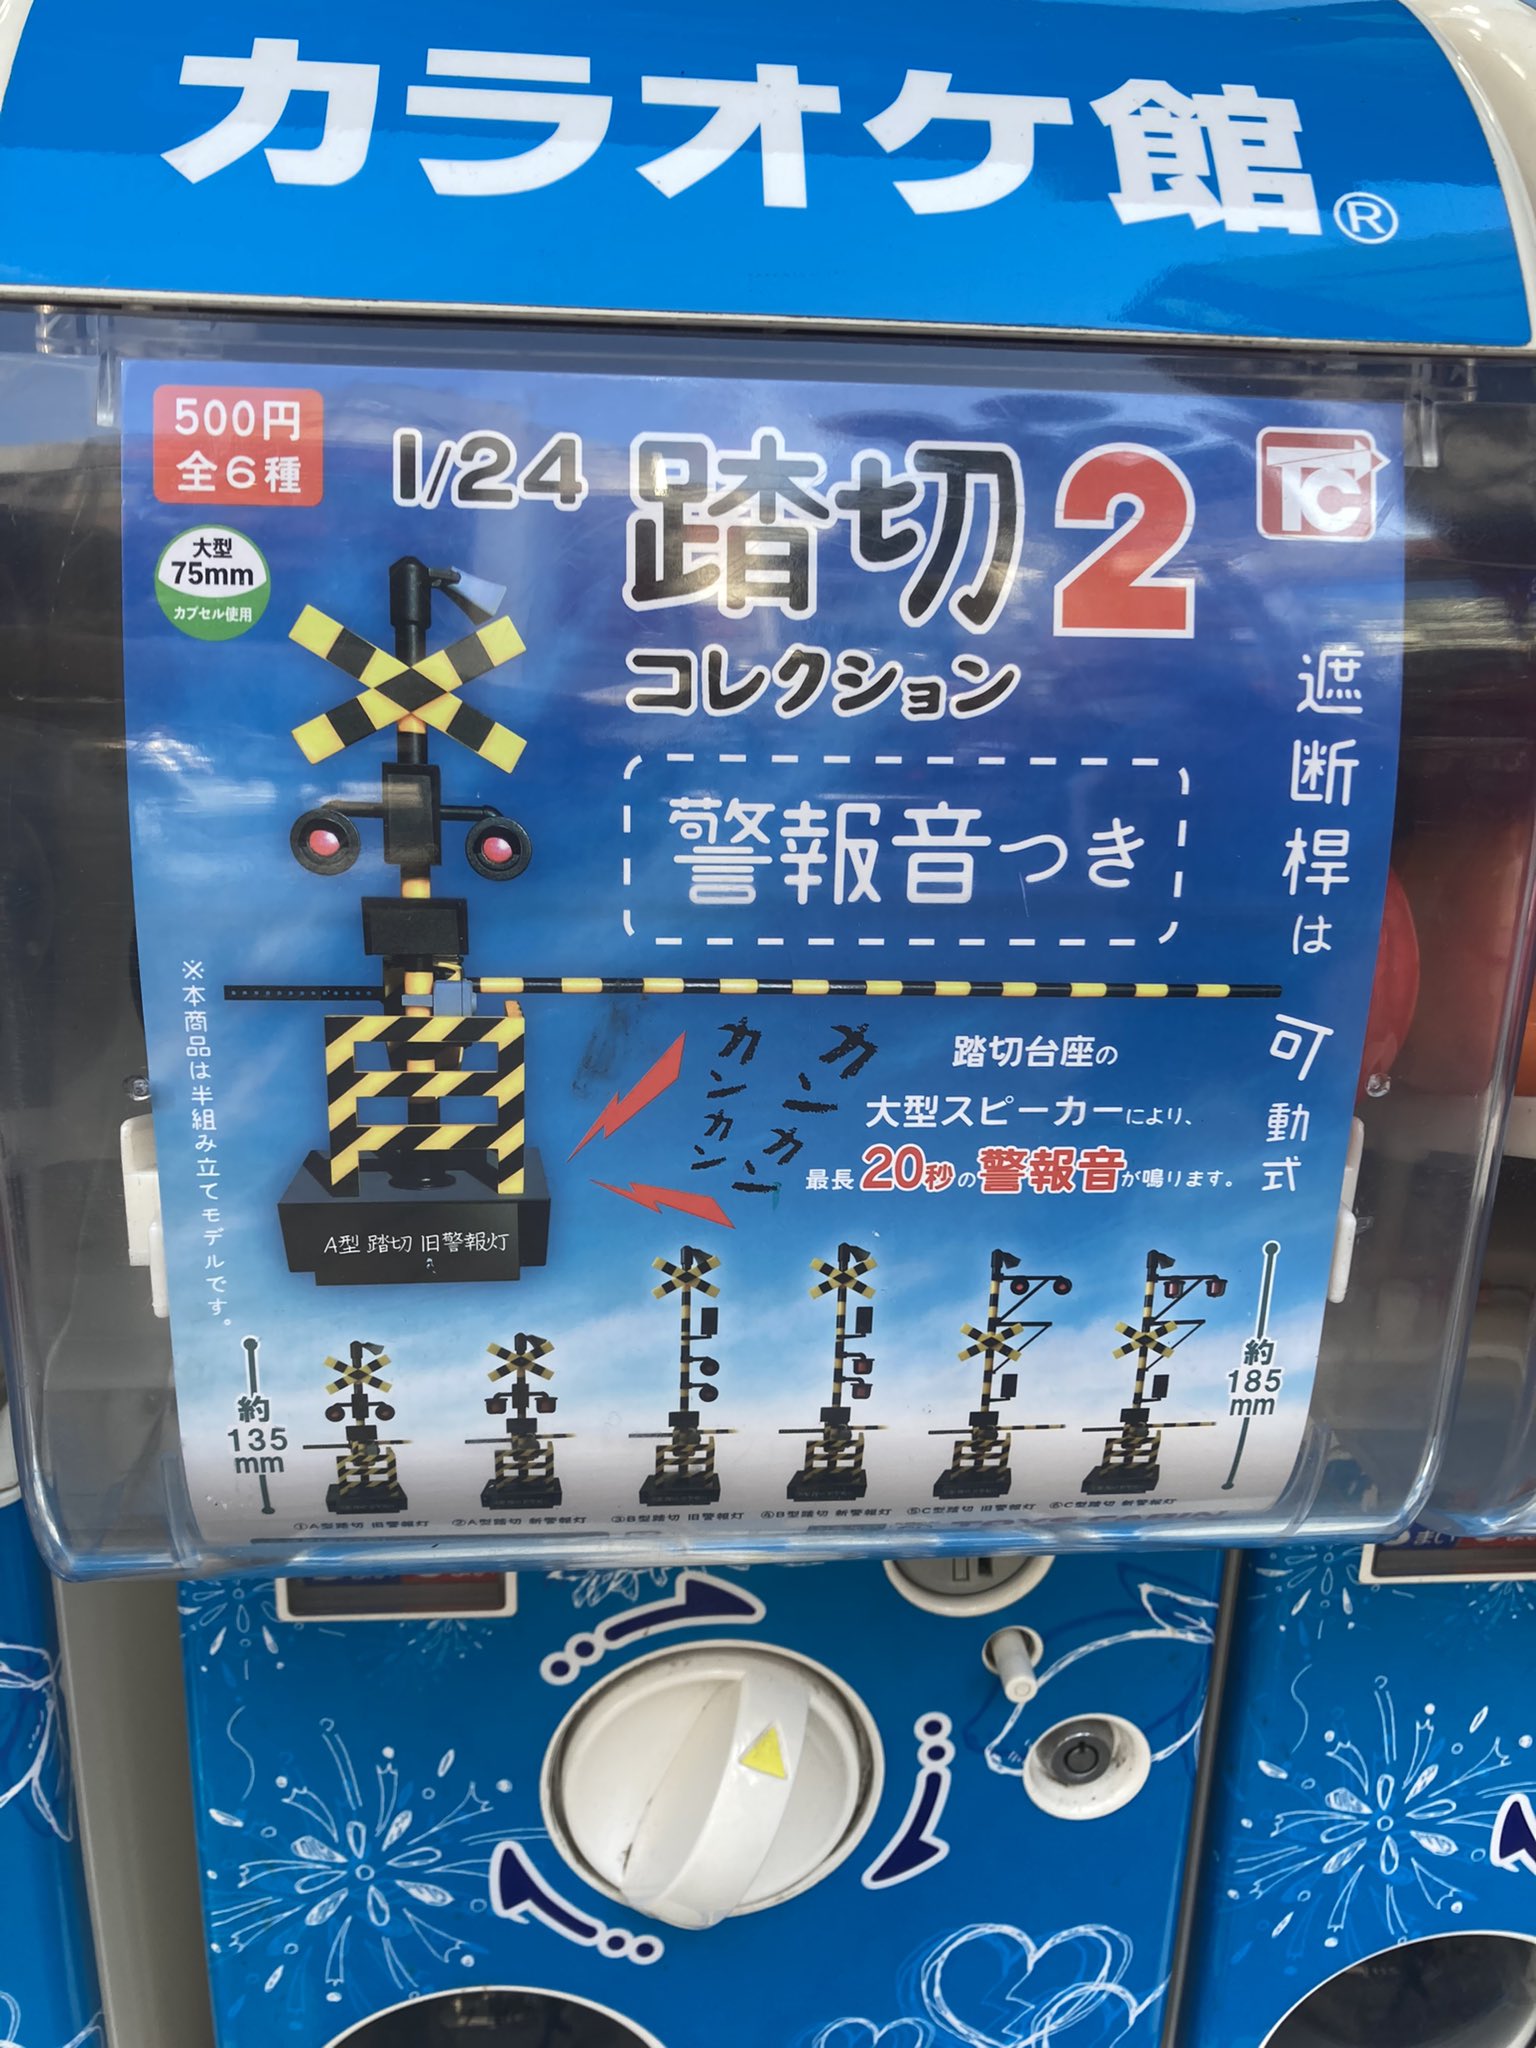 カラオケ館®
500円
全6種
1/24
踏切2
コレクション
TC
大型
75mm
カプセル使用
警報音つき
遮断桿は可動式
※本商品は半組み立てモデルです。
カンカン
カンカン
踏切台座の
大型スピーカーにより、
最長20秒の警報音が鳴ります。
A型 踏切 旧警報灯
約
135
mm
約
185
mm
①A型踏切 旧警報灯
②A型踏切 新警報灯
③B型踏切 旧警報灯
④B型踏切 新警報灯
⑤C型踏切 旧警報灯
⑥C型踏切 新警報灯